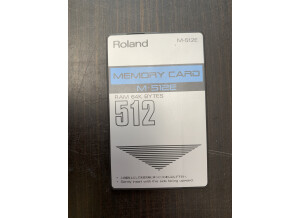 Roland
M-512E
MEMORY CARD
M-512E
RAM 64K BYTES
512